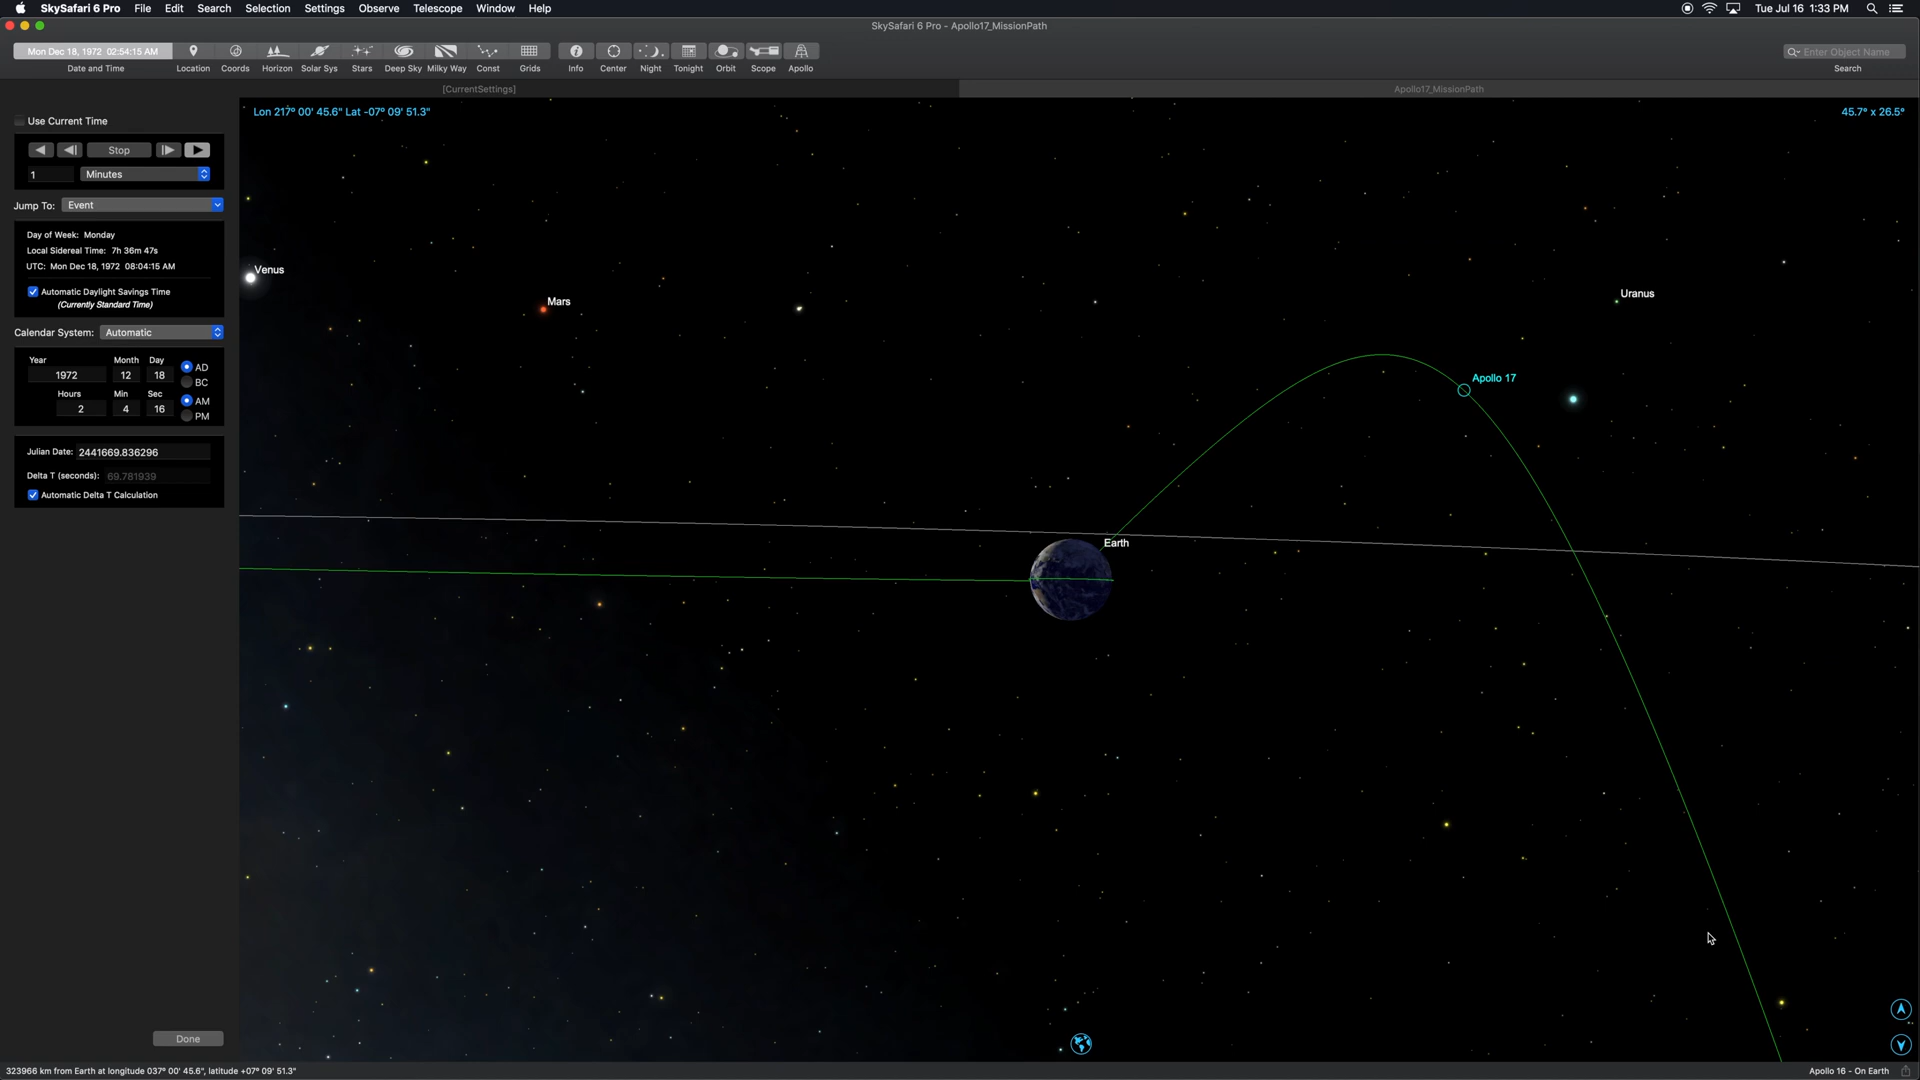 SkySafari 6 Pro File Edit Search Selection Settings Observe Telescope Window Help Tue Jul 16 1:33 PM
SkySafari 6 Pro - Apollo17_MissionPath
Mon Dec 18, 1972 02:54:15 AM Enter Object Name
Date and Time Location Coords Horizon Solar Sys Stars Deep Sky Milky Way Const Grids Info Center Night Tonight Orbit Scope Apollo Search
[CurrentSettings] Apollo17_MissionPath
Lon 217º 00' 45.6" Lat -07º 09' 51.3" 45.7° x 26.5°
Use Current Time
Stop
1 Minutes
Jump To: Event
Day of Week: Monday
Local Sidereal Time: 7h 36m 47s
UTC: Mon Dec 18, 1972 08:04:15 AM
Automatic Daylight Savings Time
(Currently Standard Time)
Calendar System: Automatic
Year Month Day
1972 12 18 AD
BC
Hours Min Sec
2 4 16 AM
PM
Julian Date: 2441669.836296
Delta T (seconds): 69.781939
Automatic Delta T Calculation
Venus
Mars
Uranus
Apollo 17
Earth
Done
323966 km from Earth at longitude 037º 00' 45.6", latitude +07º 09' 51.3" Apollo 16 - On Earth